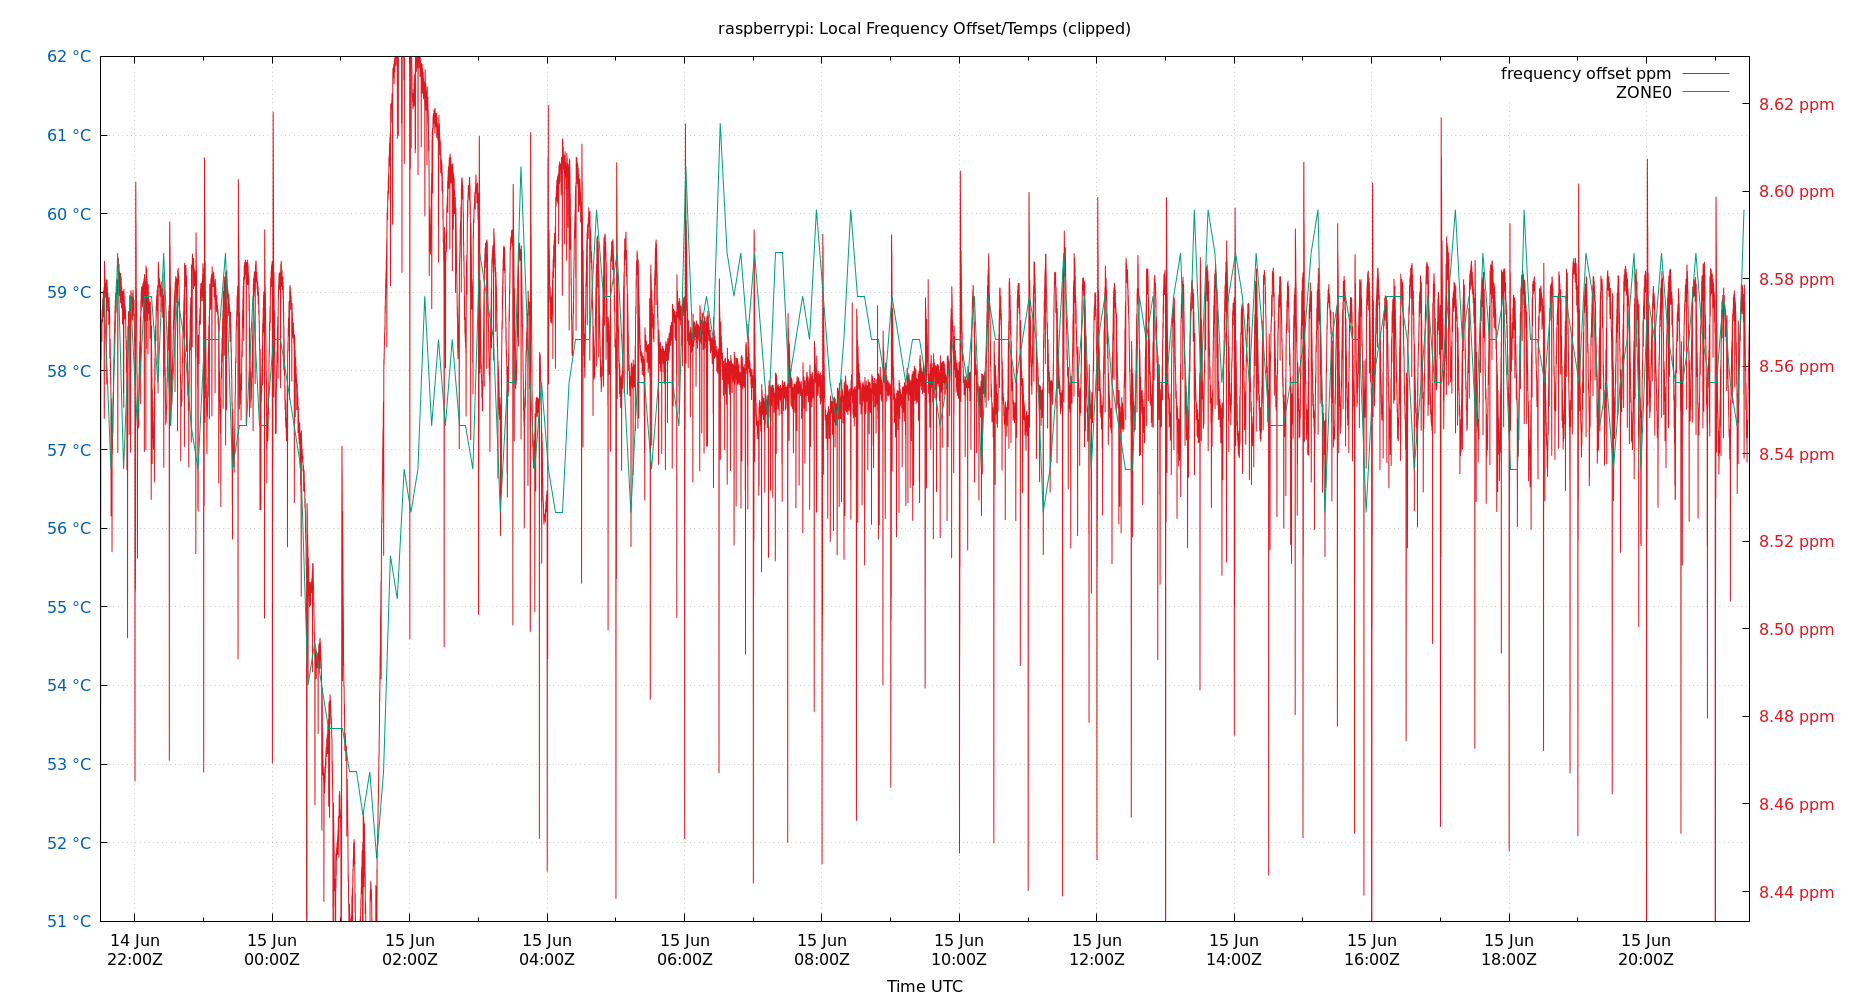 raspberrypi: Local Frequency Offset/Temps (clipped)
frequency offset ppm
ZONE0
62 °C
61 °C
60 °C
59 °C
58 °C
57 °C
56 °C
55 °C
54 °C
53 °C
52 °C
51 °C
8.62 ppm
8.60 ppm
8.58 ppm
8.56 ppm
8.54 ppm
8.52 ppm
8.50 ppm
8.48 ppm
8.46 ppm
8.44 ppm
14 Jun 15 Jun 15 Jun 15 Jun 15 Jun 15 Jun 15 Jun 15 Jun 15 Jun 15 Jun 15 Jun 15 Jun
22:00Z 00:00Z 02:00Z 04:00Z 06:00Z 08:00Z 10:00Z 12:00Z 14:00Z 16:00Z 18:00Z 20:00Z
Time UTC